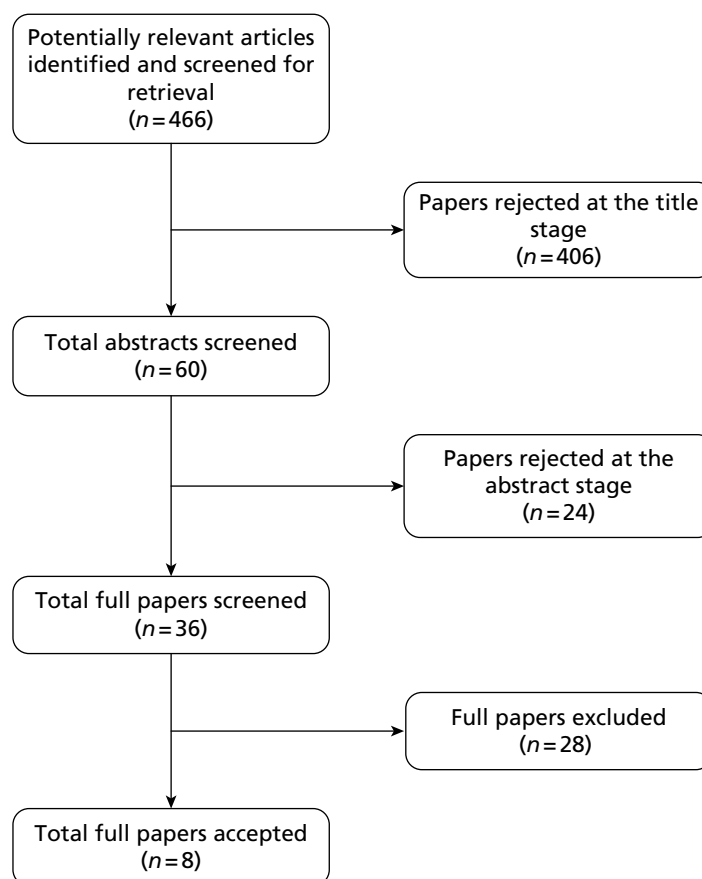 Potentially relevant articles
identified and screened for
retrieval
(n=466)
Papers rejected at the title
stage
(n=406)
Total abstracts screened
(n=60)
Papers rejected at the
abstract stage
(n=24)
Total full papers screened
(n=36)
Full papers excluded
(n=28)
Total full papers accepted
(n=8)